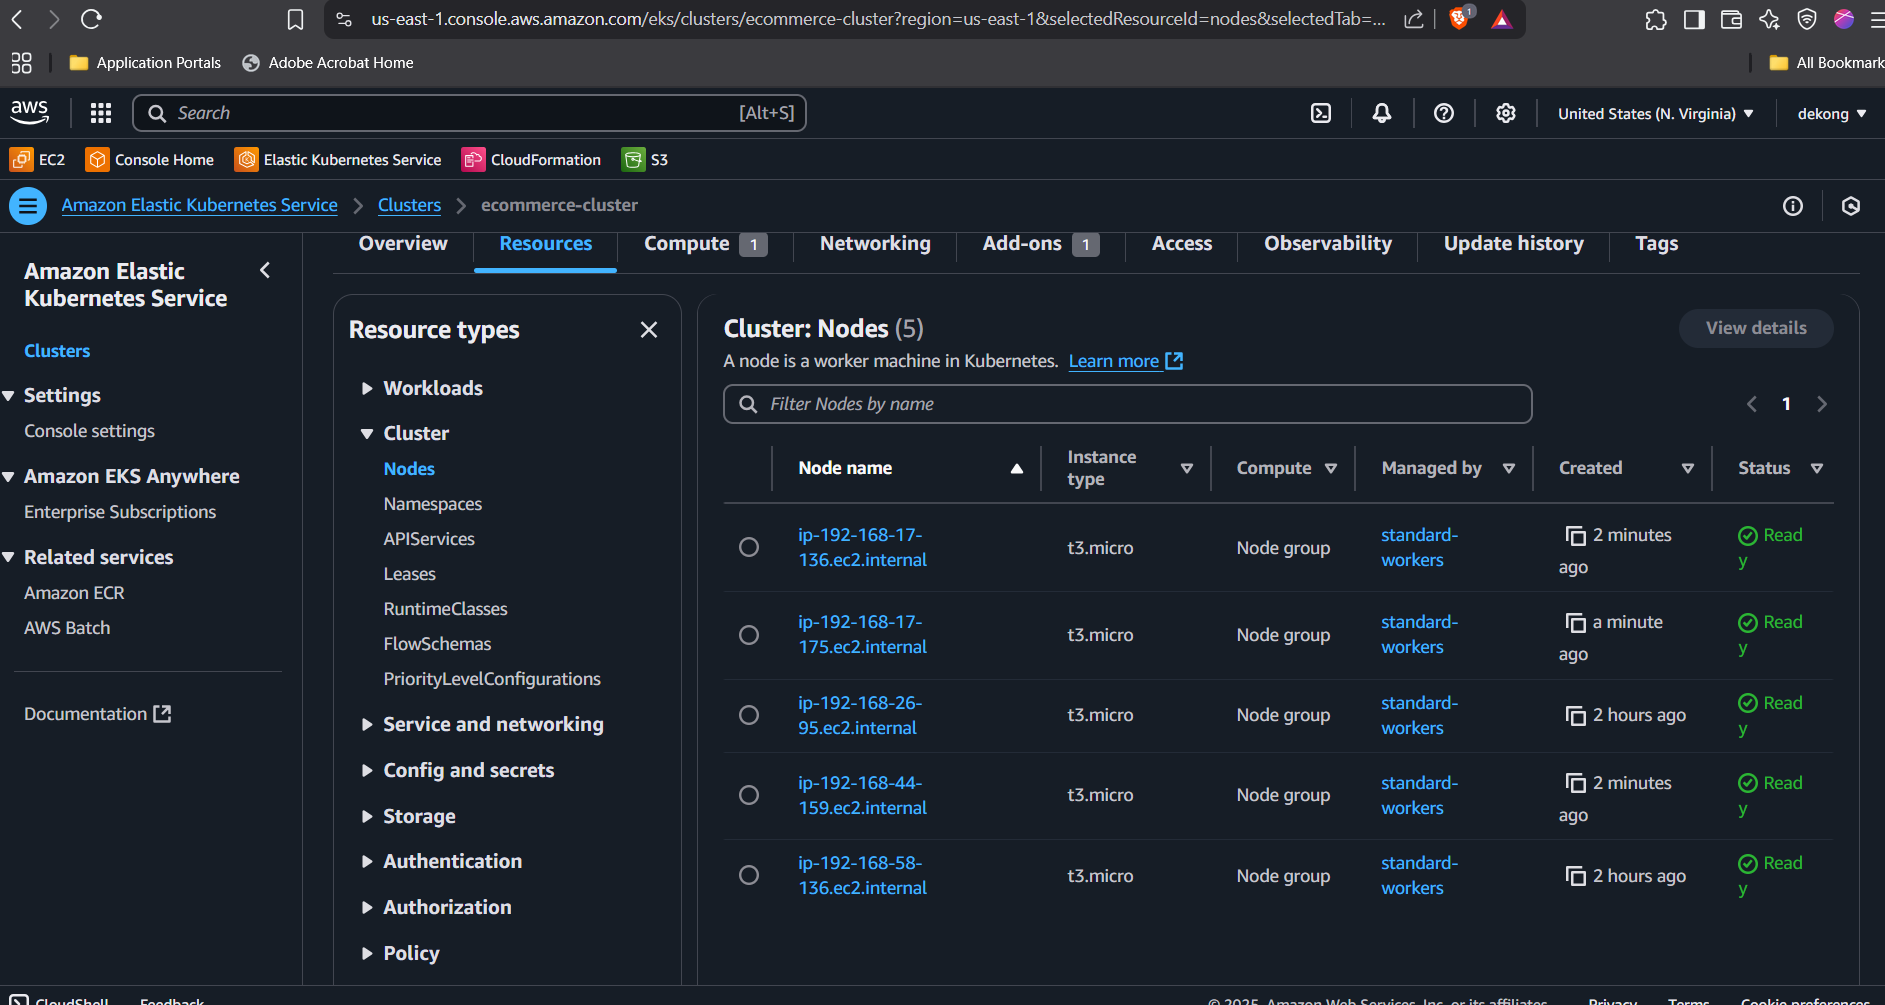 us-east-1.console.aws.amazon.com/eks/clusters/ecommerce-cluster?region=us-east-1&selectedResourceId=nodes&selectedTab=...
1
Application Portals
Adobe Acrobat Home
All Bookmark
aws
Search
[Alt+S]
United States (N. Virginia)
dekong
EC2
Console Home
Elastic Kubernetes Service
CloudFormation
S3
Amazon Elastic Kubernetes Service
Clusters
ecommerce-cluster
Amazon Elastic
Kubernetes Service
Clusters
Settings
Console settings
Amazon EKS Anywhere
Enterprise Subscriptions
Related services
Amazon ECR
AWS Batch
Documentation
Overview
Resources
Compute 1
Networking
Add-ons 1
Access
Observability
Update history
Tags
Resource types
Workloads
Cluster
Nodes
Namespaces
APIServices
Leases
RuntimeClasses
FlowSchemas
PriorityLevelConfigurations
Service and networking
Config and secrets
Storage
Authentication
Authorization
Policy
Cluster: Nodes (5)
View details
A node is a worker machine in Kubernetes. Learn more
Filter Nodes by name
1
Node name
Instance
type
Compute
Managed by
Created
Status
ip-192-168-17-
136.ec2.internal
t3.micro
Node group
standard-
workers
2 minutes
ago
Read
y
ip-192-168-17-
175.ec2.internal
t3.micro
Node group
standard-
workers
a minute
ago
Read
y
ip-192-168-26-
95.ec2.internal
t3.micro
Node group
standard-
workers
2 hours ago
Read
y
ip-192-168-44-
159.ec2.internal
t3.micro
Node group
standard-
workers
2 minutes
ago
Read
y
ip-192-168-58-
136.ec2.internal
t3.micro
Node group
standard-
workers
2 hours ago
Read
y
CloudShell
Feedback
© 2025, Amazon Web Services, Inc. or its affiliates.
Privacy
Terms
Cookie preferences